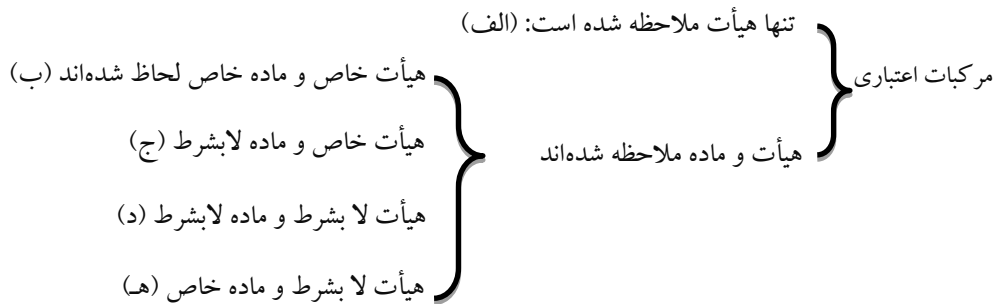 تنها هیأت ملاحظه شده است: (الف)
مرکبات اعتباری
هیأت و ماده ملاحظه شده‌اند
هیأت خاص و ماده خاص لحاظ شده‌اند (ب)
هیأت خاص و ماده لابشرط (ج)
هیأت لا بشرط و ماده لابشرط (د)
هیأت لا بشرط و ماده خاص (هـ)